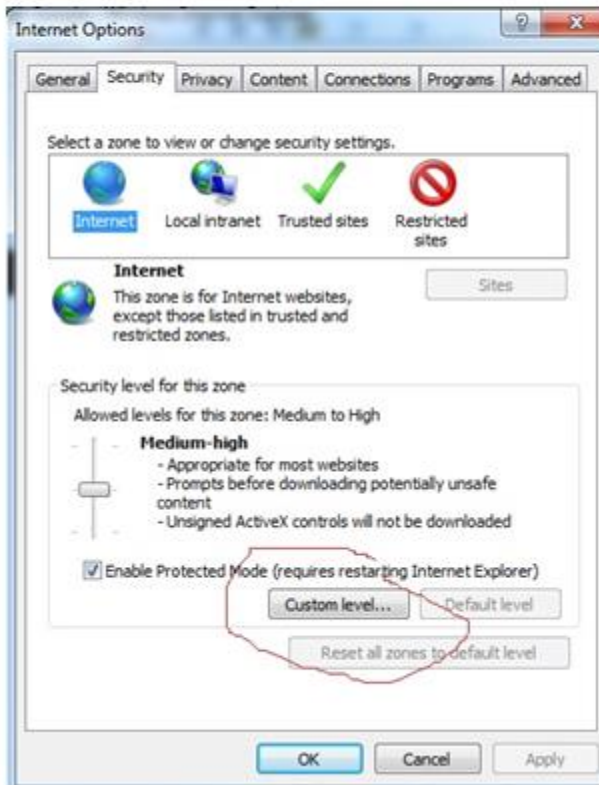 Internet Options
General Security Privacy Content Connections Programs Advanced
Select a zone to view or change security settings.
Internet Local intranet Trusted sites Restricted
sites
Internet
Sites
This zone is for Internet websites,
except those listed in trusted and
restricted zones.
Security level for this zone
Allowed levels for this zone: Medium to High
Medium-high
- Appropriate for most websites
- Prompts before downloading potentially unsafe
content
- Unsigned ActiveX controls will not be downloaded
Enable Protected Mode (requires restarting Internet Explorer)
Custom level... Default level
Reset all zones to default level
OK Cancel Apply